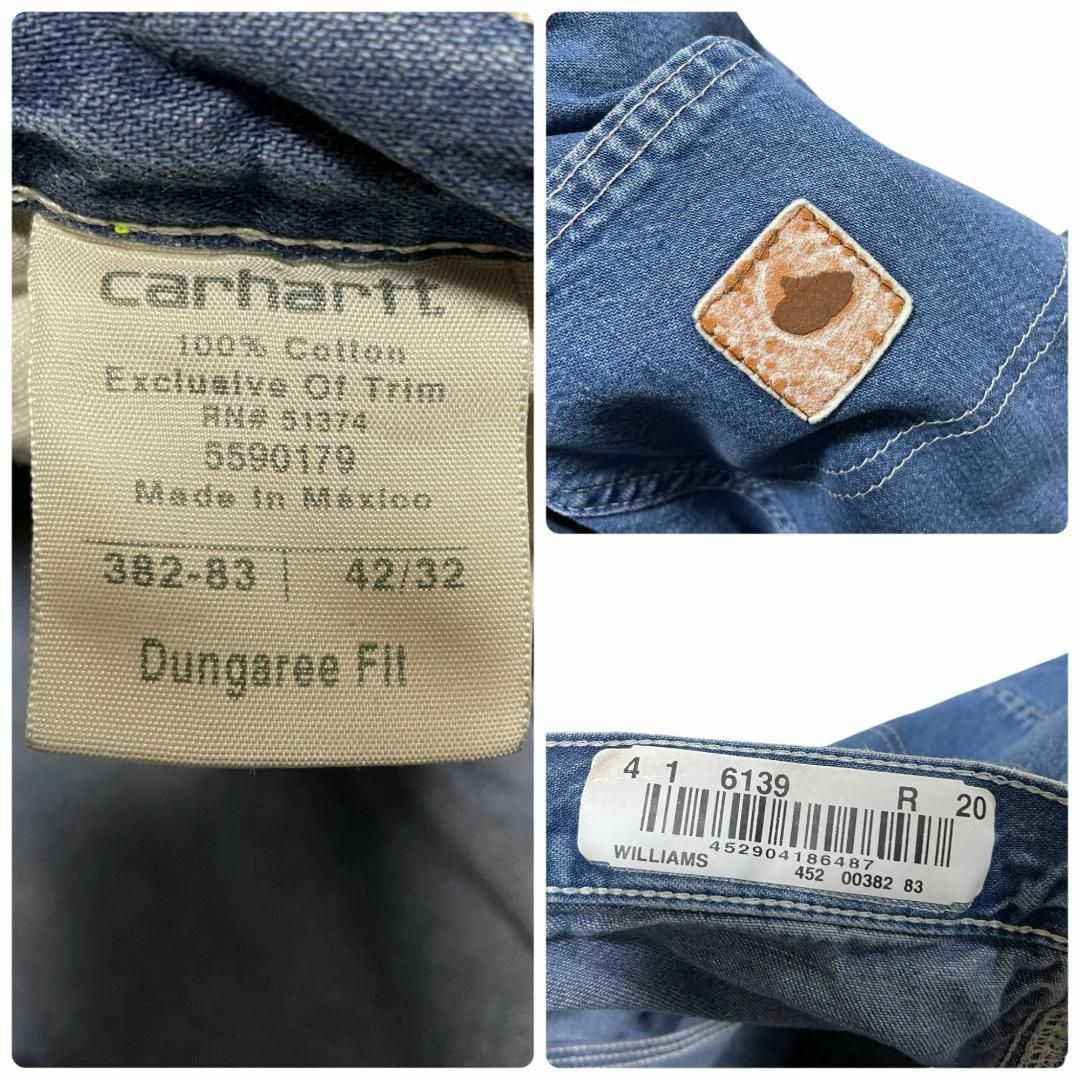 carhartt
100% Cotton
Exclusive Of Trim
RN# 51374
5590179
Made In México
382-83 | 42/32
Dungaree Fit
4 1 6139 R 20
452904186487
WILLIAMS 452 00382 83